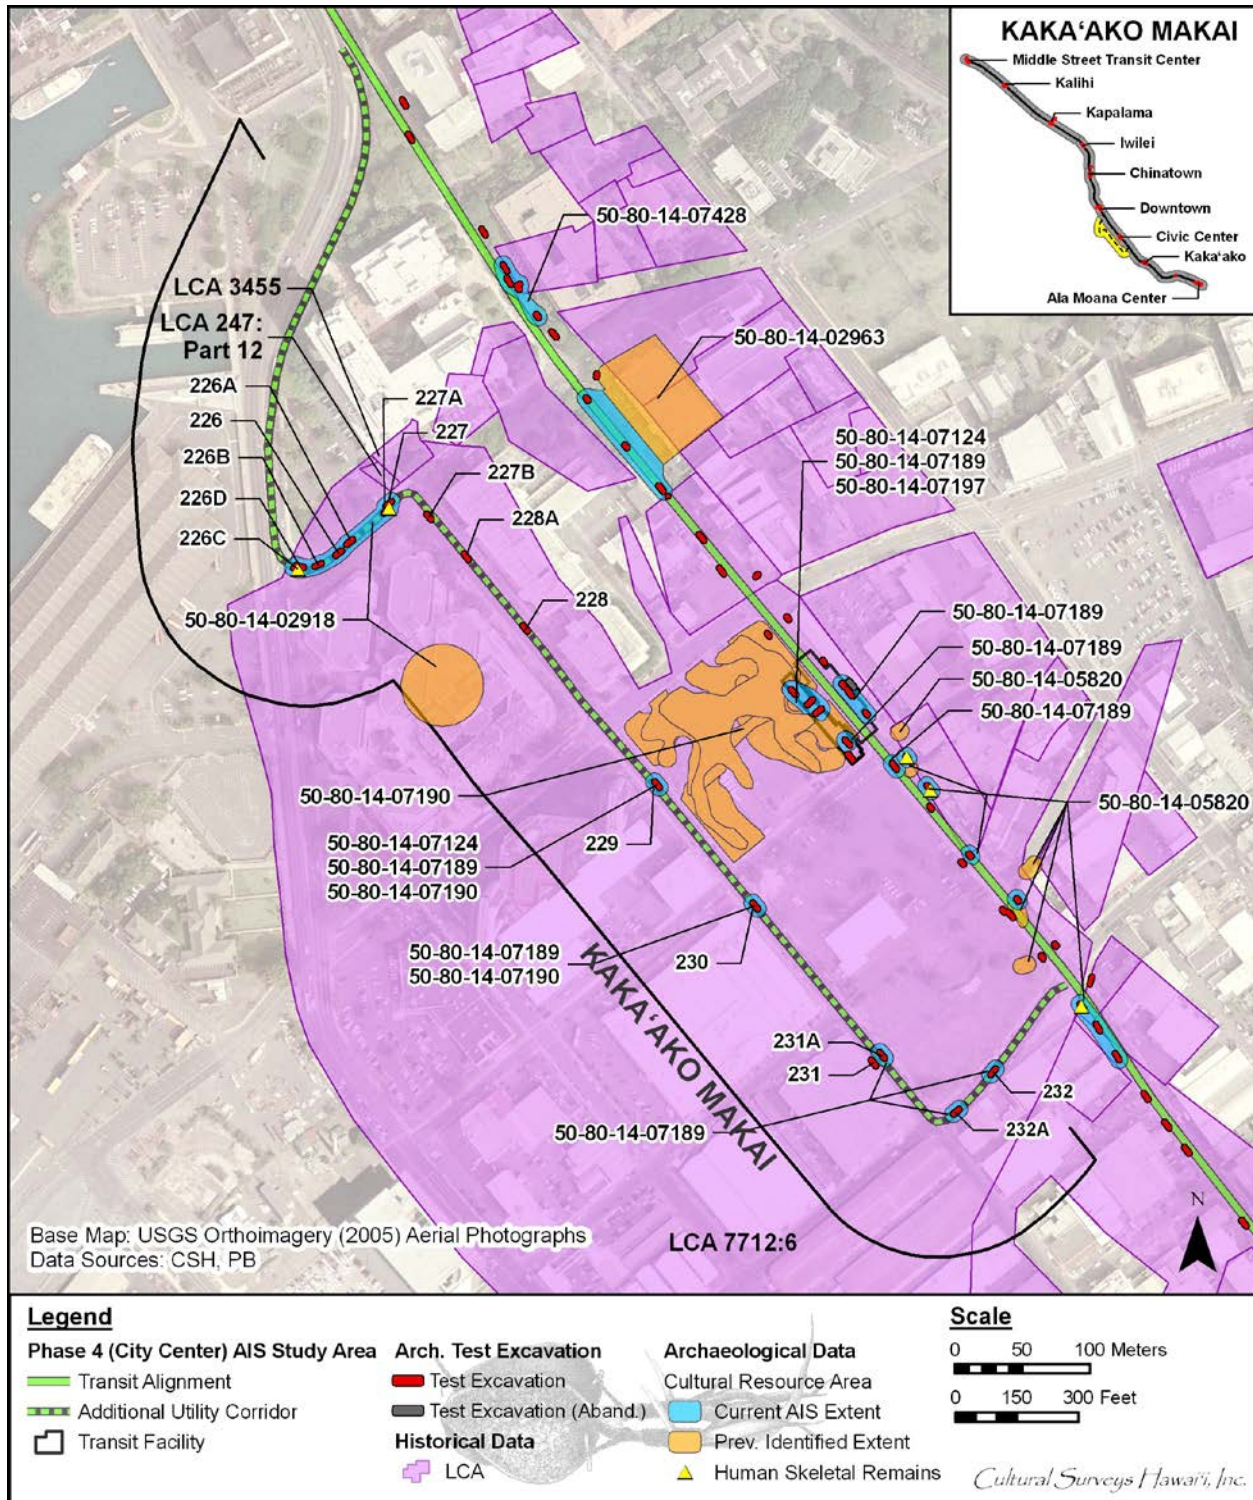 KAKA‘AKO MAKAI
Middle Street Transit Center
Kalihi
Kapalama
Iwilei
Chinatown
Downtown
Civic Center
Kaka‘ako
Ala Moana Center
50-80-14-07428
LCA 3455
LCA 247:
Part 12
50-80-14-02963
226A
227A
226
227
226B
227B
226D
228A
226C
50-80-14-07124
50-80-14-07189
50-80-14-07197
228
50-80-14-02918
50-80-14-07189
50-80-14-07189
50-80-14-05820
50-80-14-07189
50-80-14-07190
50-80-14-05820
50-80-14-07124
50-80-14-07189
50-80-14-07190
229
50-80-14-07189
50-80-14-07190
230
KAKA‘AKO MAKAI
231A
231
232
50-80-14-07189
232A
N
LCA 7712:6
Base Map: USGS Orthoimagery (2005) Aerial Photographs
Data Sources: CSH, PB
Legend
Phase 4 (City Center) AIS Study Area
Transit Alignment
Additional Utility Corridor
Transit Facility
Arch. Test Excavation
Test Excavation
Test Excavation (Aband.)
Historical Data
LCA
Archaeological Data
Cultural Resource Area
Current AIS Extent
Prev. Identified Extent
Human Skeletal Remains
Scale
0 50 100 Meters
0 150 300 Feet
Cultural Surveys Hawai‘i, Inc.